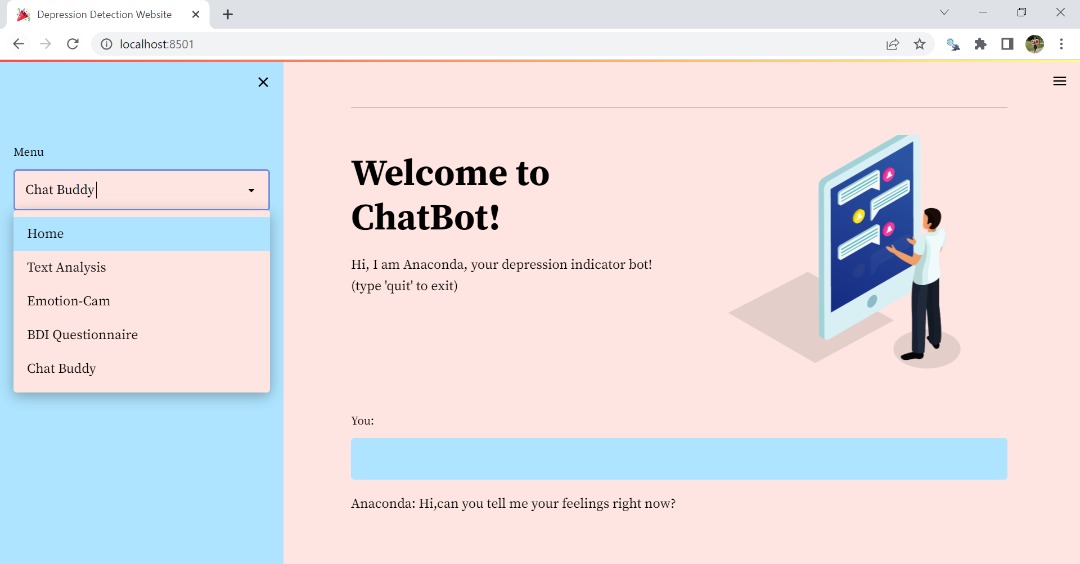 Depression Detection Website
localhost:8501
Menu
Chat Buddy
Home
Text Analysis
Emotion-Cam
BDI Questionnaire
Chat Buddy
Welcome to
ChatBot!
Hi, I am Anaconda, your depression indicator bot!
(type 'quit' to exit)
You:
Anaconda: Hi,can you tell me your feelings right now?